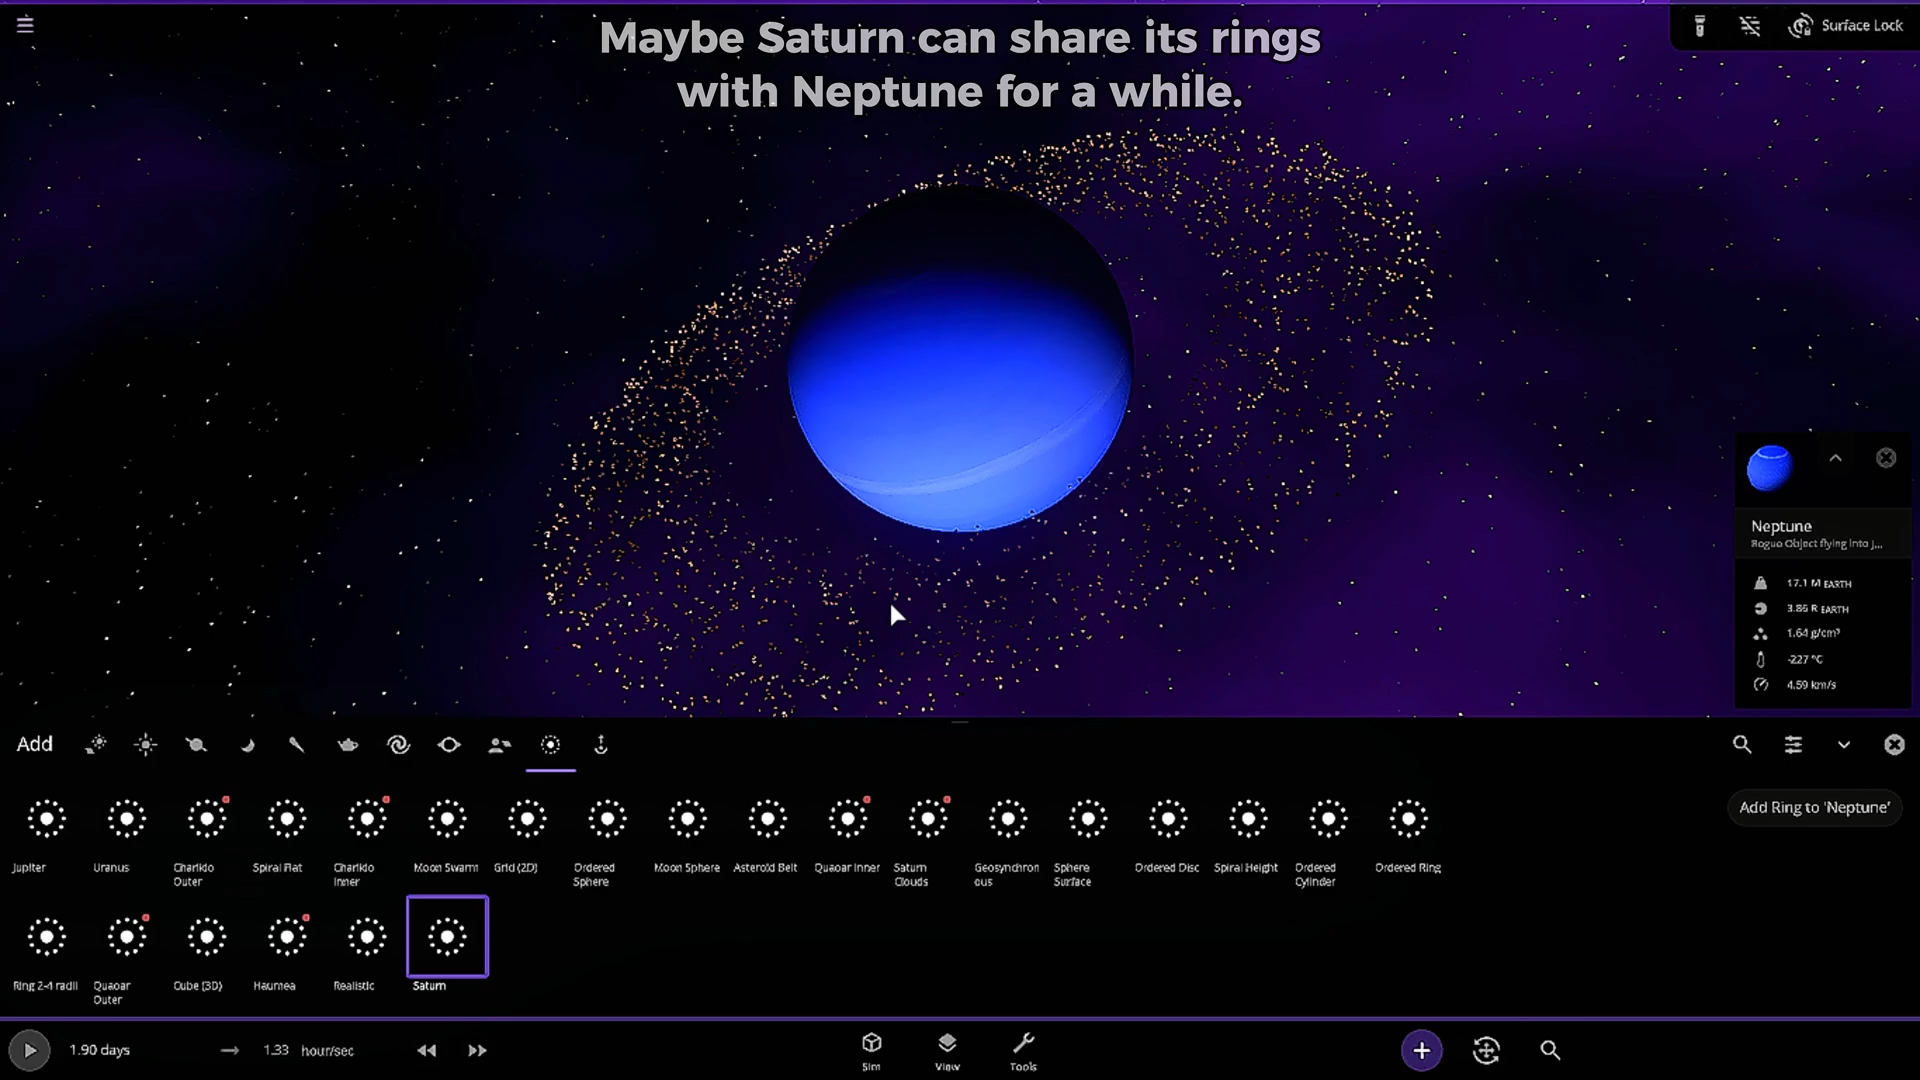 Maybe Saturn can share its rings
with Neptune for a while.
Surface Lock
Neptune
Rogue Object flying into J...
17.1 M EARTH
3.86 R EARTH
1.64 g/cm³
-227 °C
4.59 km/s
Add
Add Ring to 'Neptune'
Jupiter
Uranus
Chariklo
Outer
Spiral Flat
Chariklo
Inner
Moon Swarm
Grid (2D)
Ordered
Sphere
Moon Sphere
Asteroid Belt
Quaoar Inner
Saturn
Clouds
Geosynchron
ous
Sphere
Surface
Ordered Disc
Spiral Height
Ordered
Cylinder
Ordered Ring
Ring 2-4 radii
Quaoar
Outer
Cube (3D)
Haumea
Realistic
Saturn
1.90 days
1.33 hour/sec
Sim
View
Tools